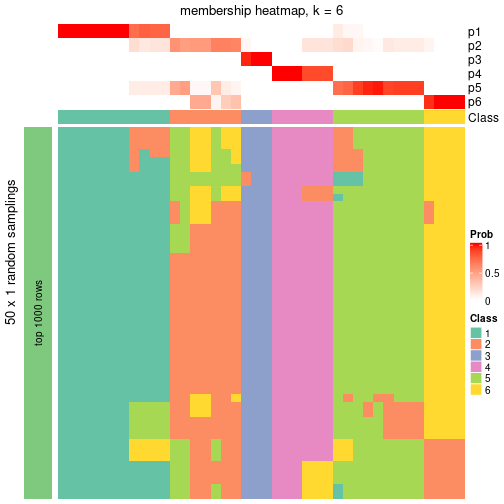 membership heatmap, k = 6
p1
p2
p3
p4
p5
p6
Class
50 x 1 random samplings
top 1000 rows
Prob
1
0.5
0
Class
1
2
3
4
5
6